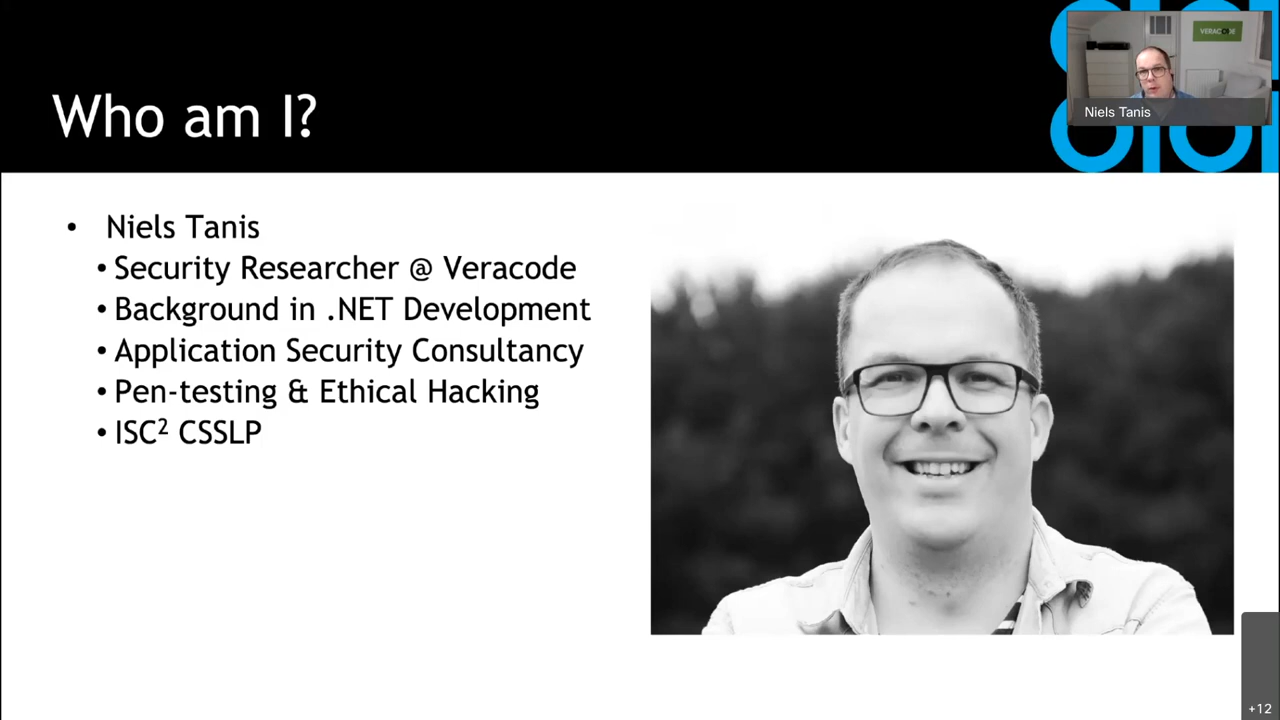 Who am I?
VERACODE
Niels Tanis
• Niels Tanis
• Security Researcher @ Veracode
• Background in .NET Development
• Application Security Consultancy
• Pen-testing & Ethical Hacking
• ISC² CSSLP
+12